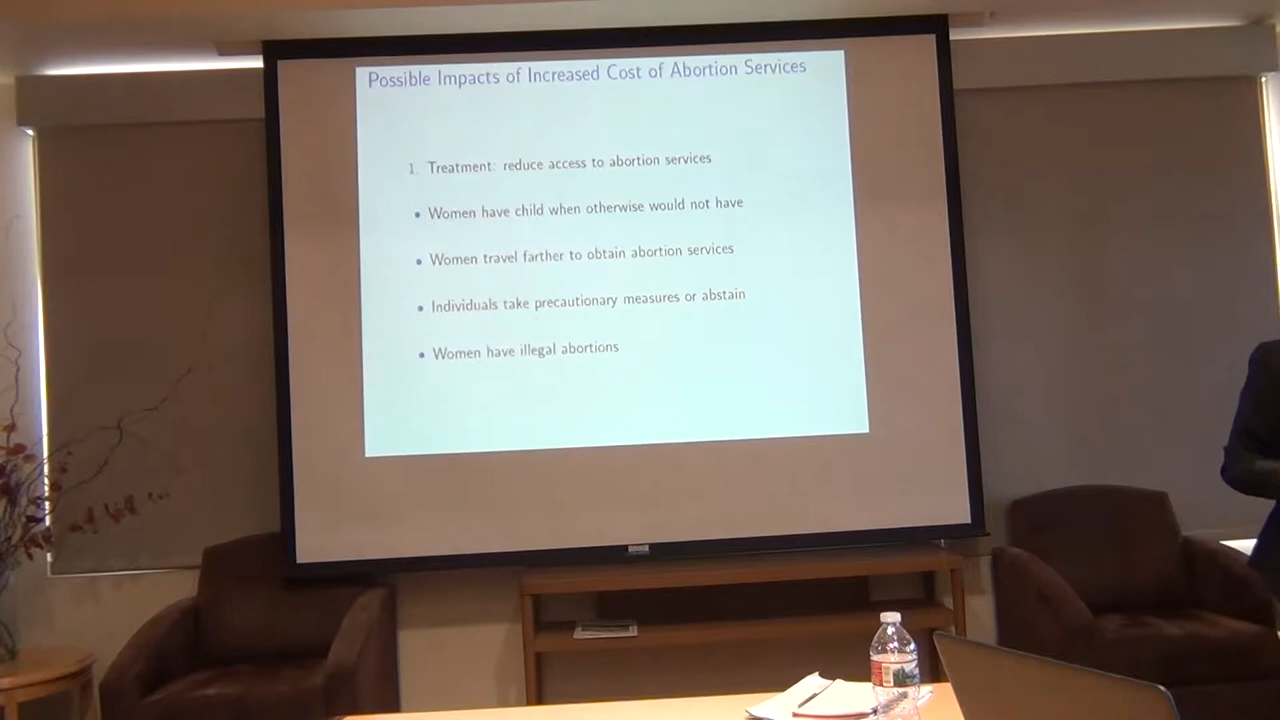 Possible Impacts of Increased Cost of Abortion Services
1. Treatment: reduce access to abortion services
• Women have child when otherwise would not have
• Women travel farther to obtain abortion services
• Individuals take precautionary measures or abstain
• Women have illegal abortions